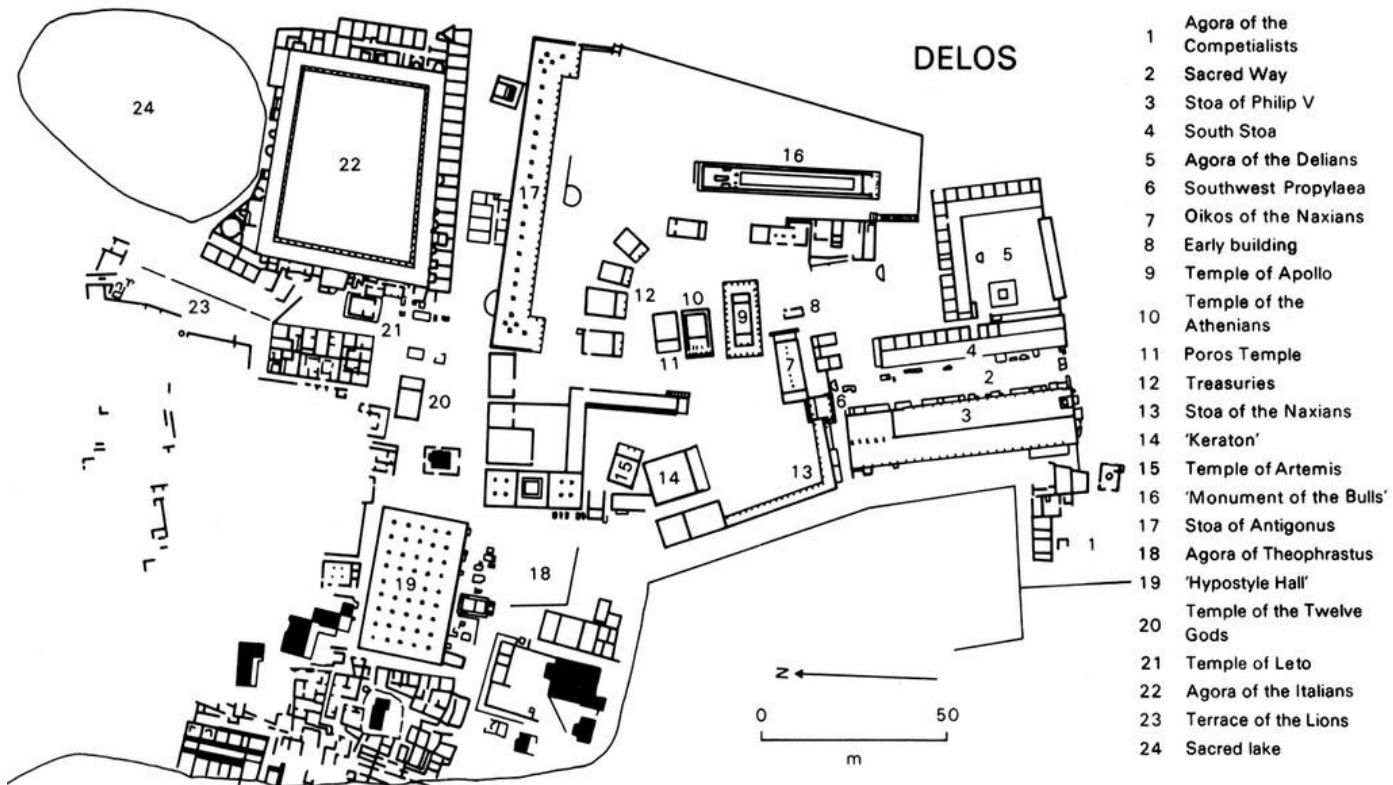 DELOS
1 Agora of the
Competialists
2 Sacred Way
3 Stoa of Philip V
4 South Stoa
5 Agora of the Delians
6 Southwest Propylaea
7 Oikos of the Naxians
8 Early building
9 Temple of Apollo
10 Temple of the
Athenians
11 Poros Temple
12 Treasuries
13 Stoa of the Naxians
14 'Keraton'
15 Temple of Artemis
16 'Monument of the Bulls'
17 Stoa of Antigonus
18 Agora of Theophrastus
19 'Hypostyle Hall'
20 Temple of the Twelve
Gods
21 Temple of Leto
22 Agora of the Italians
23 Terrace of the Lions
24 Sacred lake
24
22
17
16
5
23
21
12
10
9
8
11
7
4
2
20
6
3
15
14
13
19
18
1
N
0 50
m